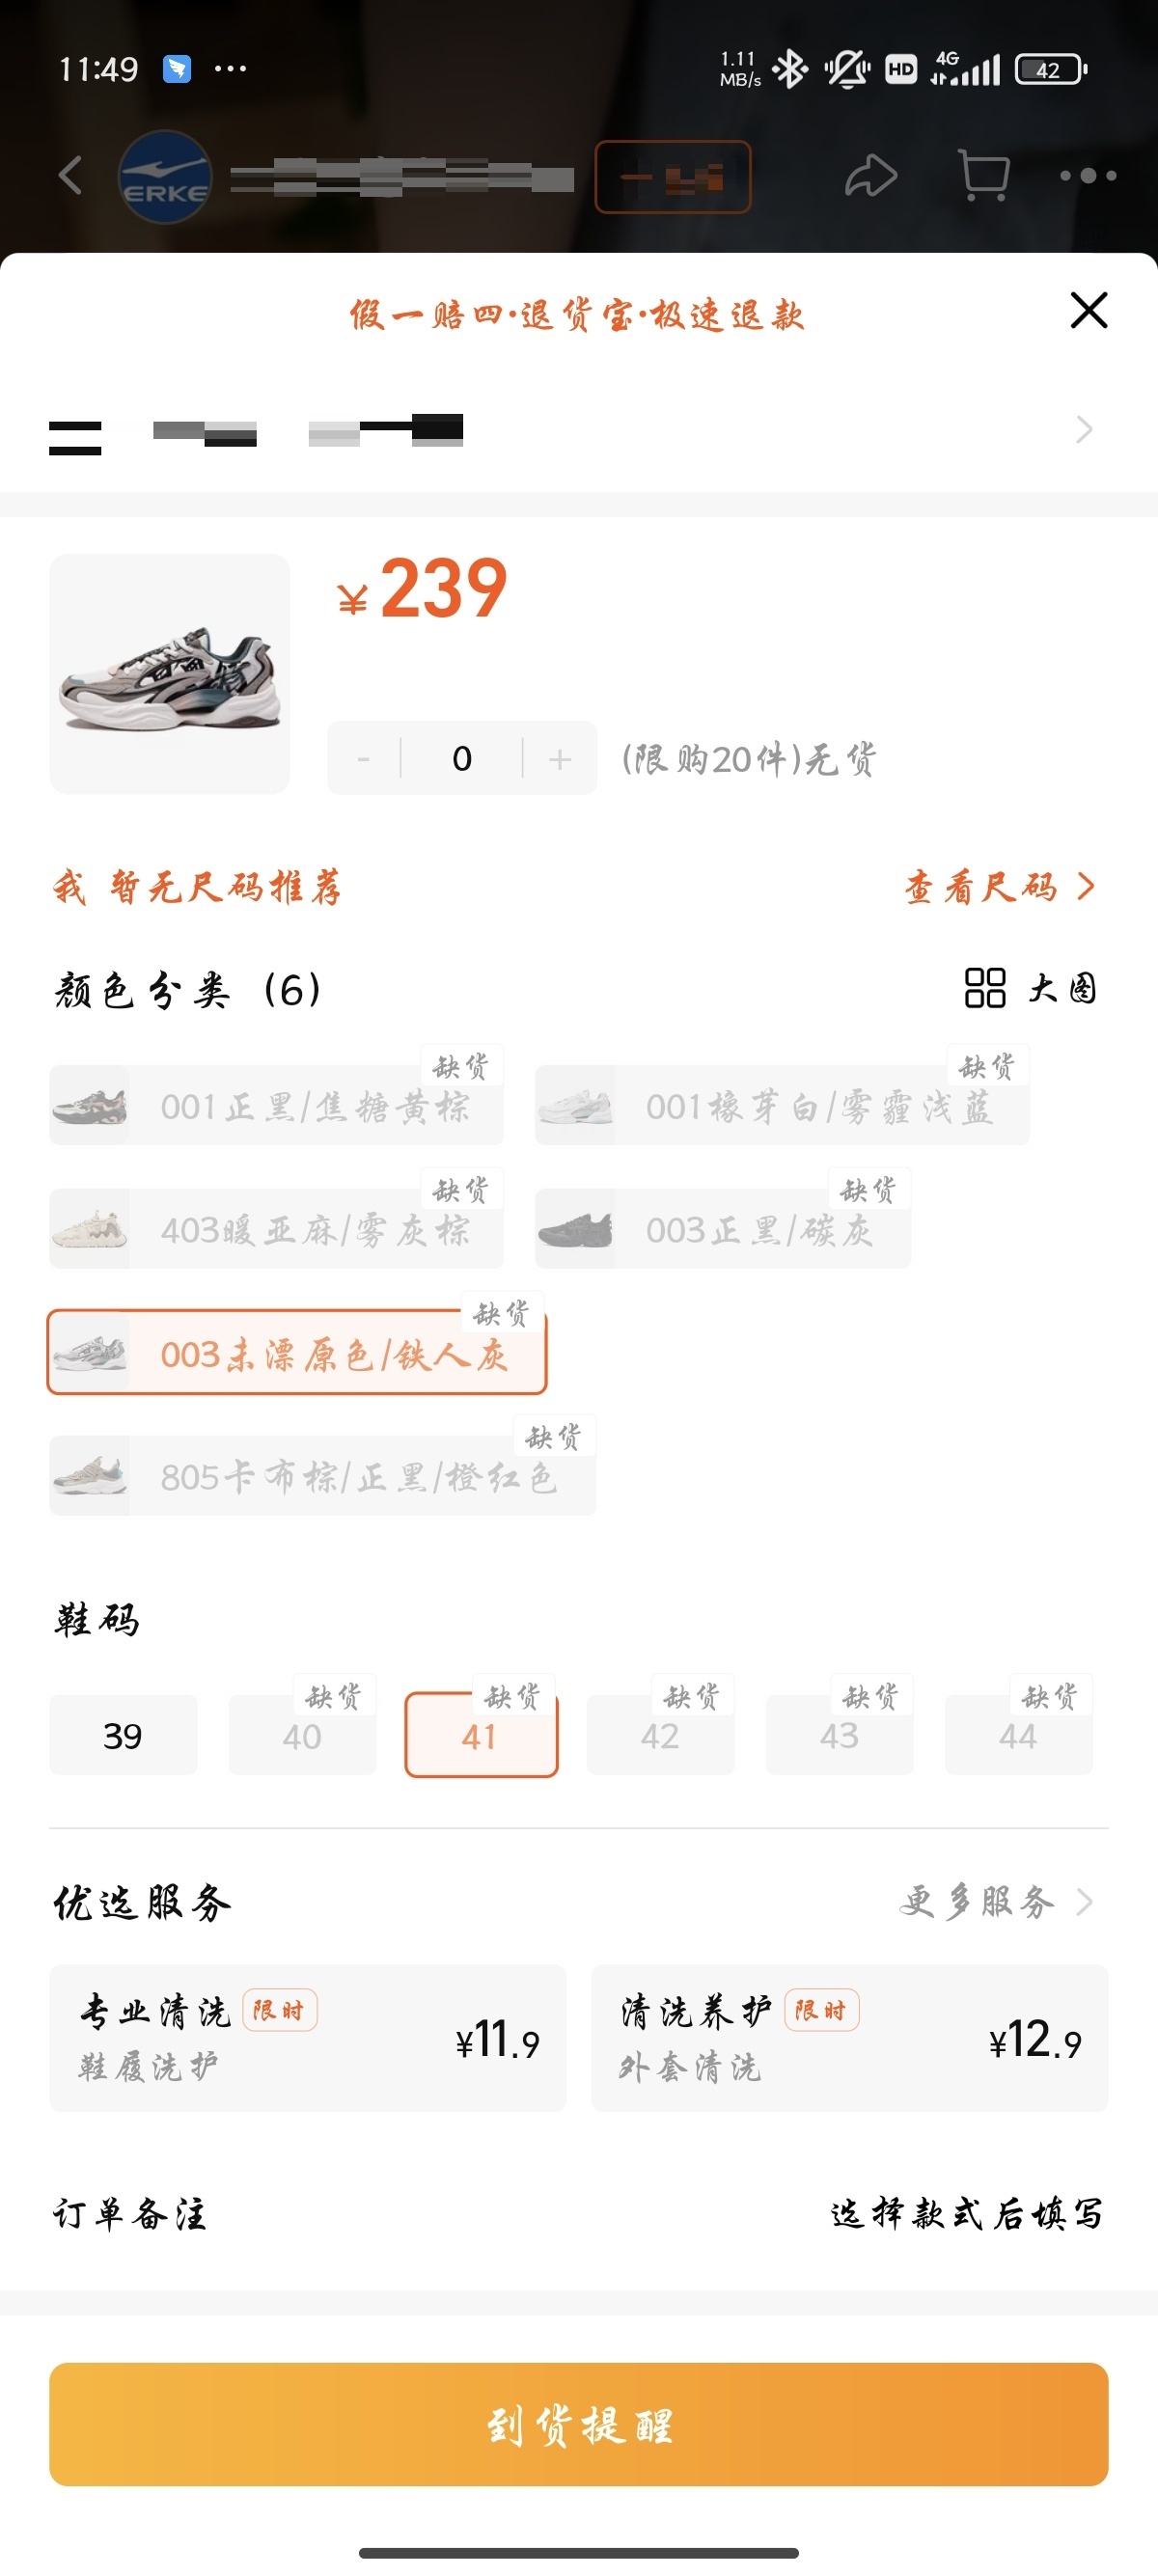 11:49 ... 1.11 MB/s HD 4G 42
ERKE
假一赔四·退货宝·极速退款
¥239
- 0 + (限购20件)无货
我 暂无尺码推荐 查看尺码
颜色分类 (6) 大图
缺货 缺货
001正黑/焦糖黄棕 001橡芽白/雾霾浅蓝
缺货 缺货
403暖亚麻/雾灰棕 003正黑/碳灰
缺货
003未漂原色/铁人灰
缺货
805卡布棕/正黑/橙红色
鞋码
缺货 缺货 缺货 缺货 缺货
39 40 41 42 43 44
优选服务 更多服务
专业清洗 限时 ¥11.9 清洗养护 限时 ¥12.9
鞋履洗护 外套清洗
订单备注 选择款式后填写
到货提醒